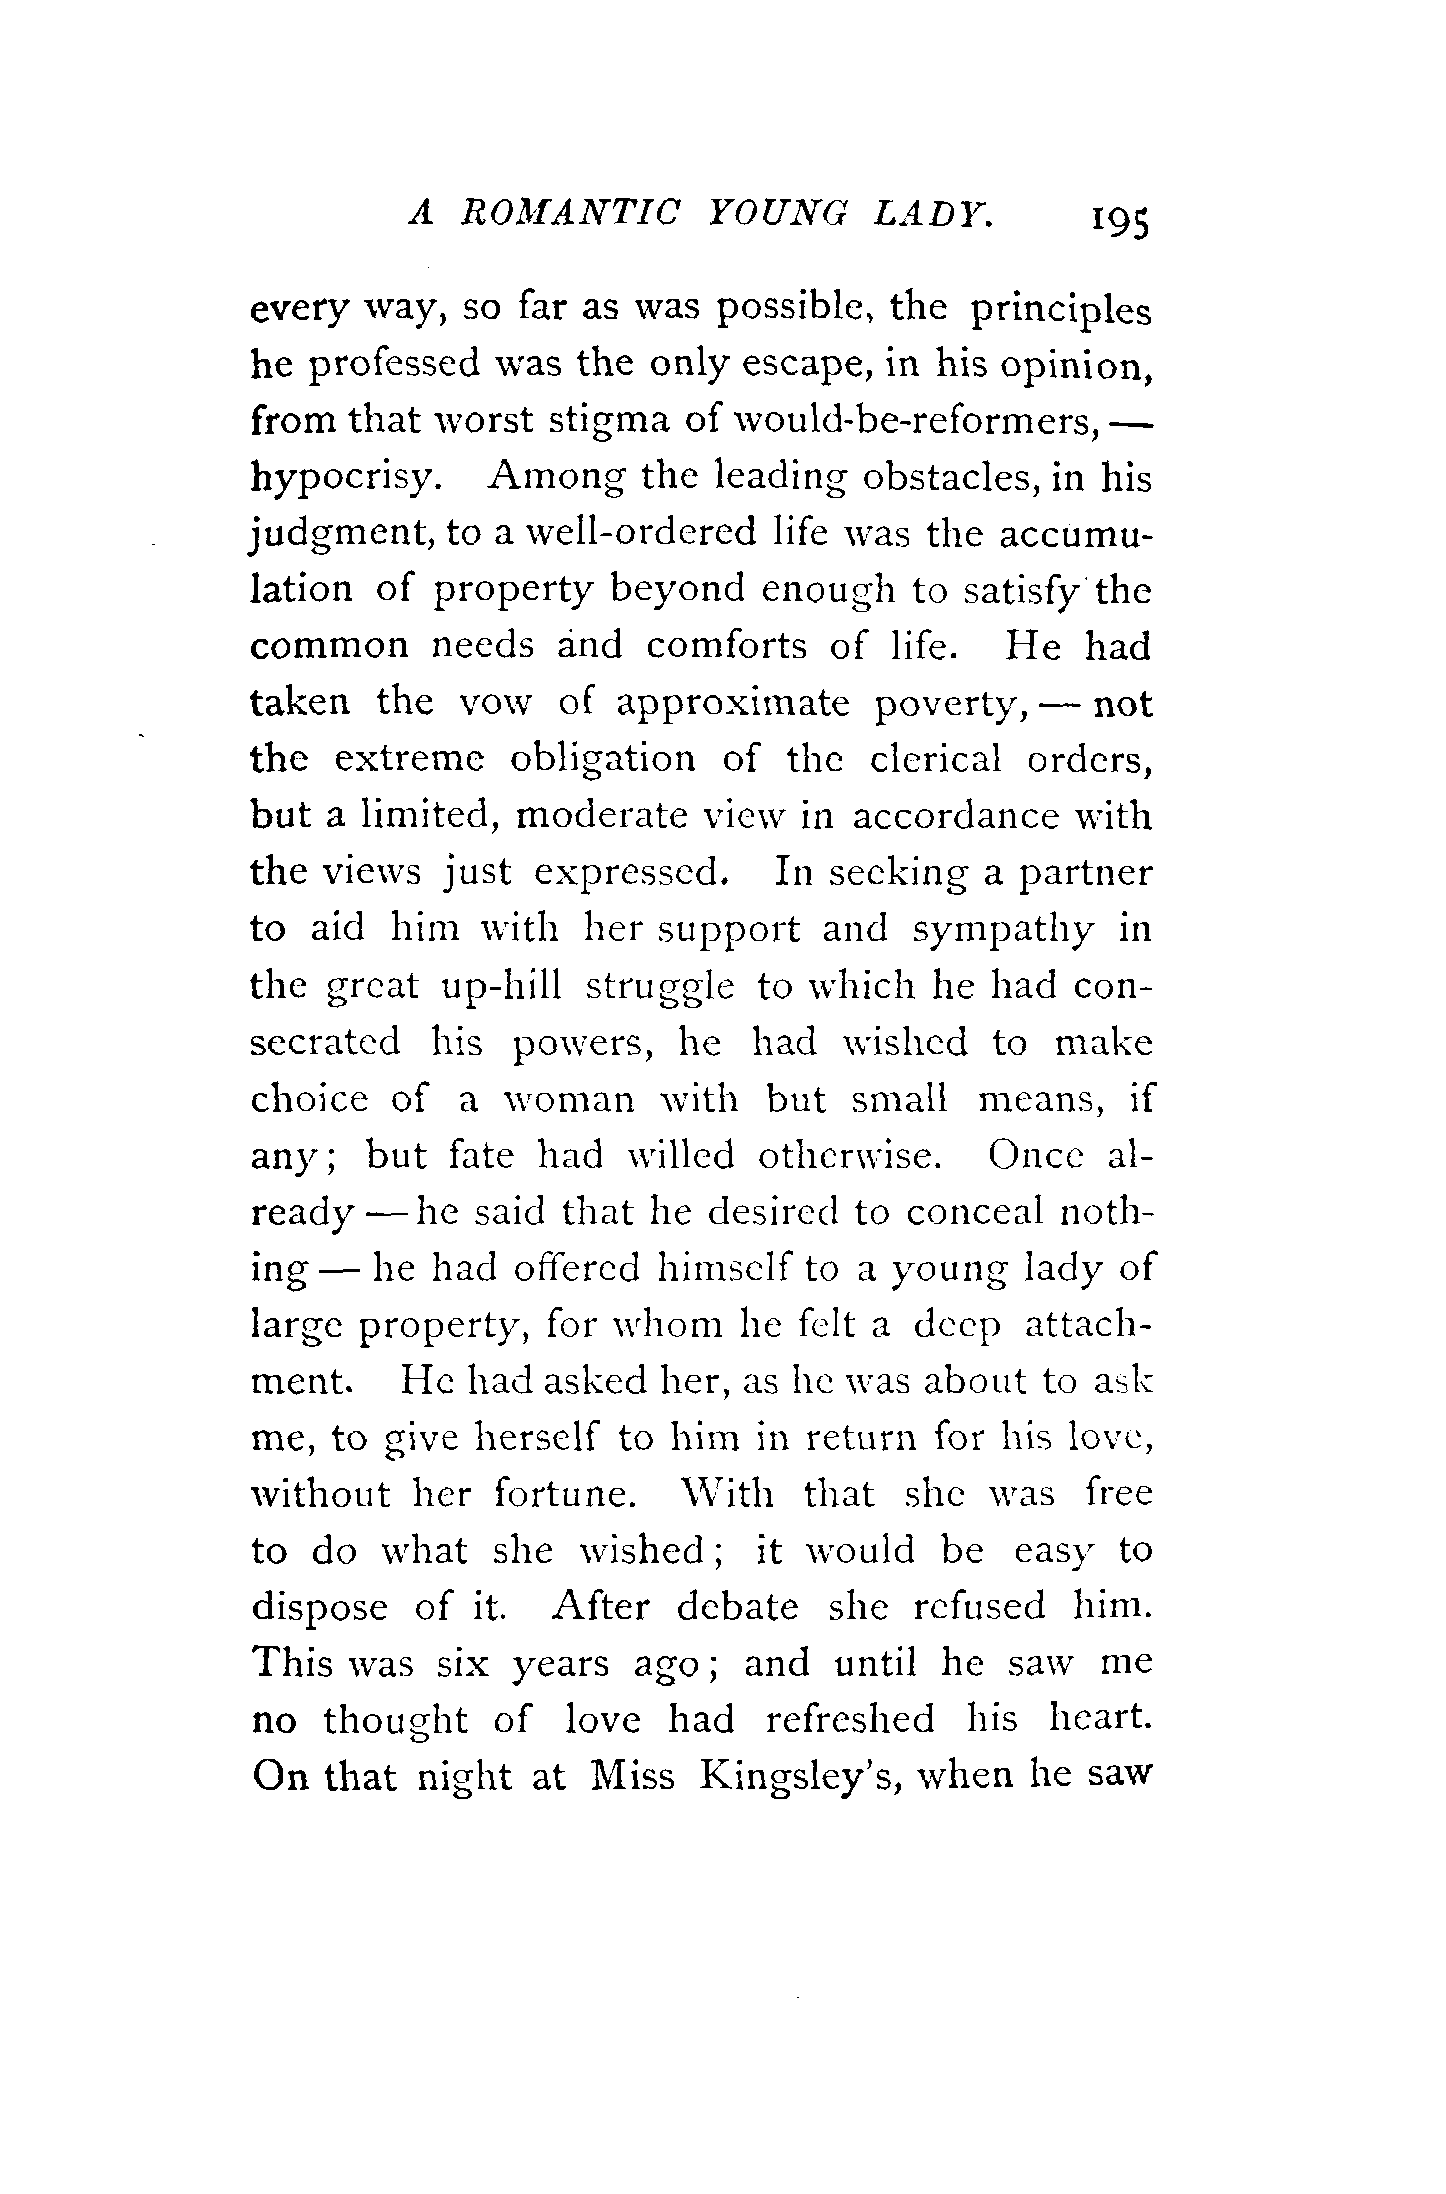 A ROMANTIC YOUNG LADY. 195
every way, so far as was possible, the principles
he professed was the only escape, in his opinion,
from that worst stigma of would-be-reformers, —
hypocrisy. Among the leading obstacles, in his
judgment, to a well-ordered life was the accumu-
lation of property beyond enough to satisfy the
common needs and comforts of life. He had
taken the vow of approximate poverty, — not
the extreme obligation of the clerical orders,
but a limited, moderate view in accordance with
the views just expressed. In seeking a partner
to aid him with her support and sympathy in
the great up-hill struggle to which he had con-
secrated his powers, he had wished to make
choice of a woman with but small means, if
any; but fate had willed otherwise. Once al-
ready — he said that he desired to conceal noth-
ing — he had offered himself to a young lady of
large property, for whom he felt a deep attach-
ment. He had asked her, as he was about to ask
me, to give herself to him in return for his love,
without her fortune. With that she was free
to do what she wished; it would be easy to
dispose of it. After debate she refused him.
This was six years ago; and until he saw me
no thought of love had refreshed his heart.
On that night at Miss Kingsley's, when he saw